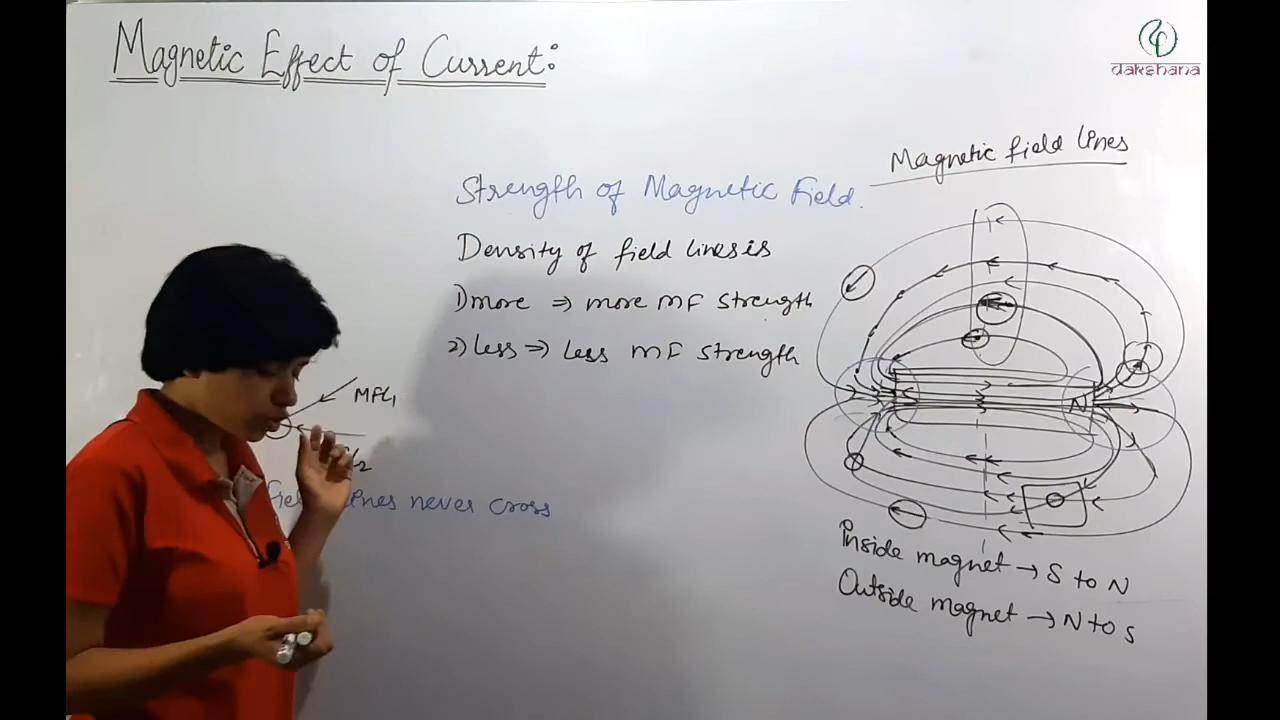 Magnetic Effect of Current:
dakshana
Magnetic field lines
Strength of Magnetic Field.
Density of field lines is
1) more ⇒ more MF strength
2) Less ⇒ Less MF strength
S
N
MFL1
2
lines never cross
Inside magnet → S to N
Outside magnet → N to S